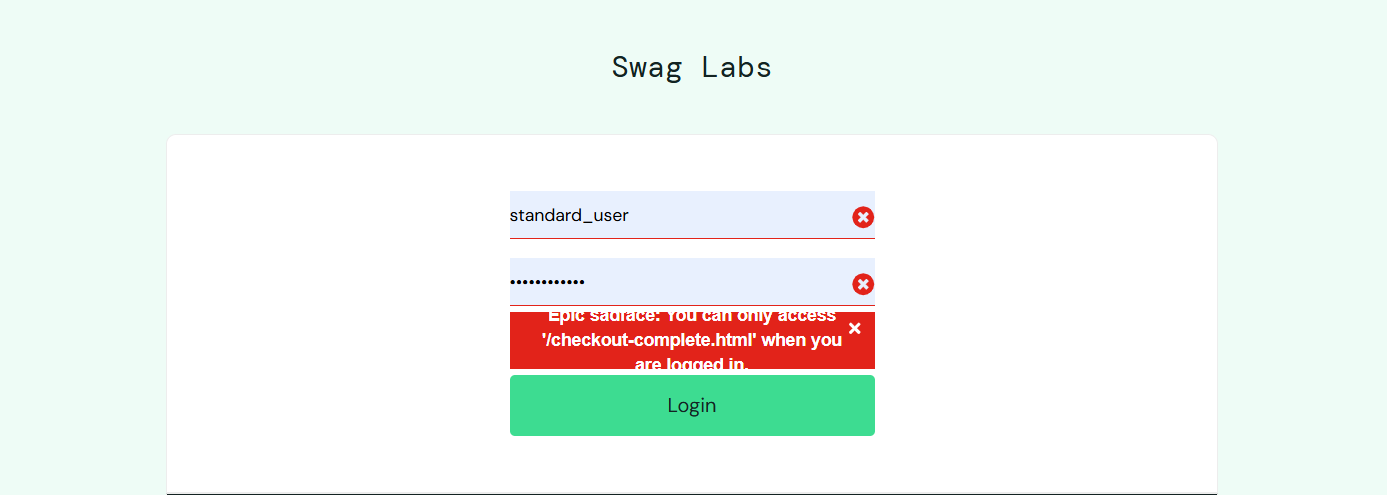 Swag Labs
standard_user
••••••••••••
Epic sadface: You can only access
'/checkout-complete.html' when you
are logged in.
Login